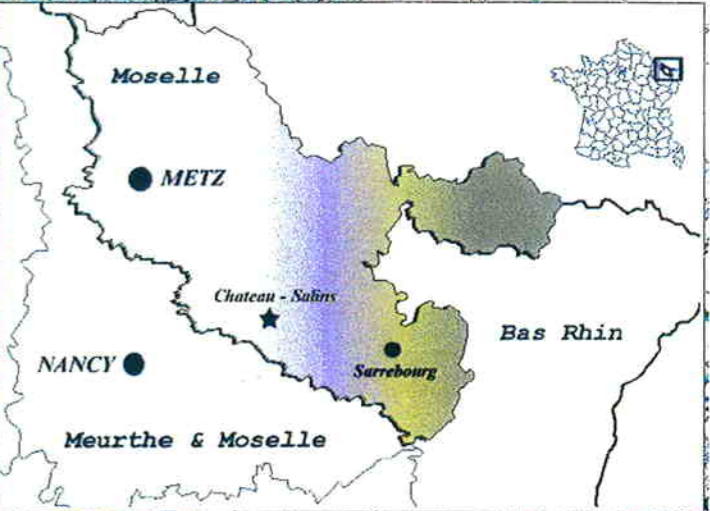 Moselle
METZ
Chateau - Salins
Bas Rhin
NANCY
Sarrebourg
Meurthe & Moselle